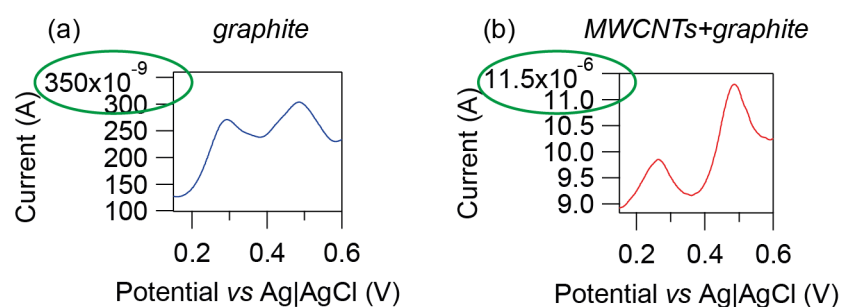 (a) graphite
350x10⁻⁹
300
250
200
150
100
Current (A)
0.2 0.4 0.6
Potential vs Ag|AgCl (V)
(b) MWCNTs+graphite
11.5x10⁻⁶
11.0
10.5
10.0
9.5
9.0
Current (A)
0.2 0.4 0.6
Potential vs Ag|AgCl (V)